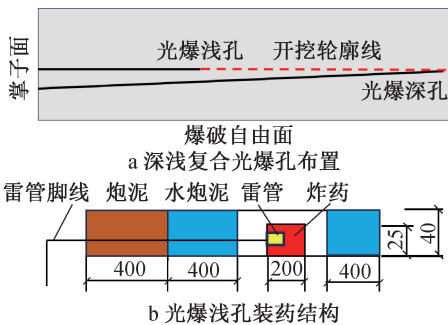 掌子面
光爆浅孔 开挖轮廓线
光爆深孔
爆破自由面
a 深浅复合光爆孔布置
雷管脚线 炮泥 水炮泥 雷管 炸药
400 400 200 400
25
40
b 光爆浅孔装药结构